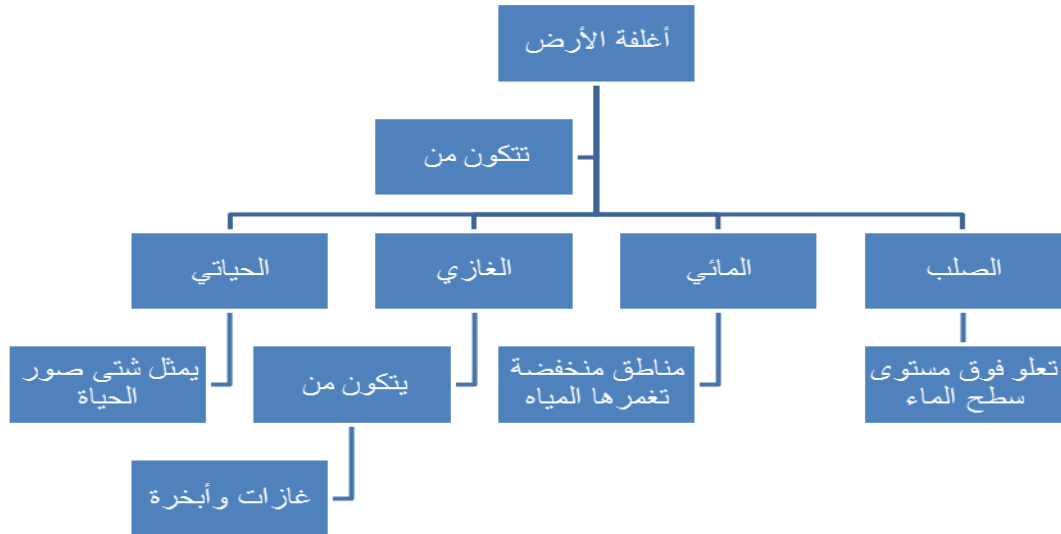 أغلفة الأرض
تتكون من
الصلب
المائي
الغازي
الحياتي
تعلو فوق مستوى
سطح الماء
مناطق منخفضة
تغمرها المياه
يتكون من
يمثل شتى صور
الحياة
غازات وأبخرة